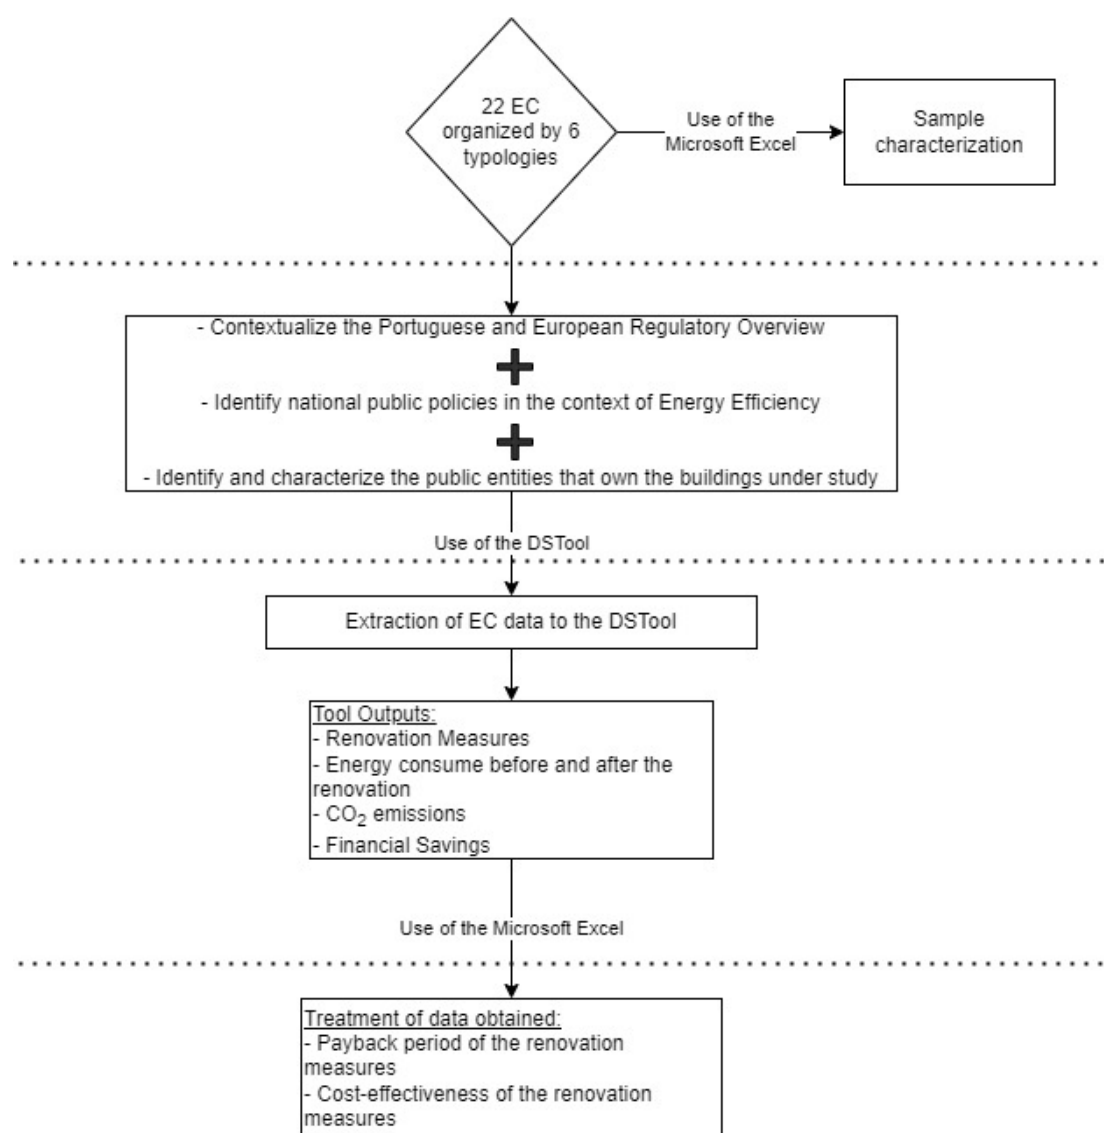 22 EC
organized by 6
typologies
Use of the
Microsoft Excel
Sample
characterization
- Contextualize the Portuguese and European Regulatory Overview
- Identify national public policies in the context of Energy Efficiency
- Identify and characterize the public entities that own the buildings under study
Use of the DSTool
Extraction of EC data to the DSTool
Tool Outputs:
- Renovation Measures
- Energy consume before and after the
renovation
- CO₂ emissions
- Financial Savings
Use of the Microsoft Excel
Treatment of data obtained:
- Payback period of the renovation
measures
- Cost-effectiveness of the renovation
measures